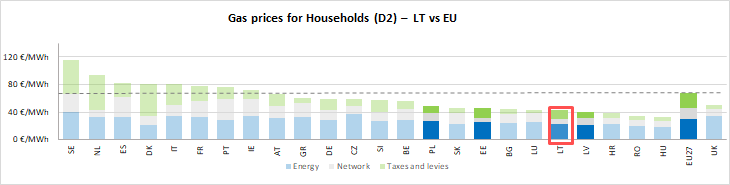 Gas prices for Households (D2) – LT vs EU
120 €/MWh
80 €/MWh
40 €/MWh
0 €/MWh
SE NL ES DK IT FR PT IE AT GR DE CZ SI BE PL SK EE BG LU LT LV HR RO HU EU27 UK
Energy Network Taxes and levies